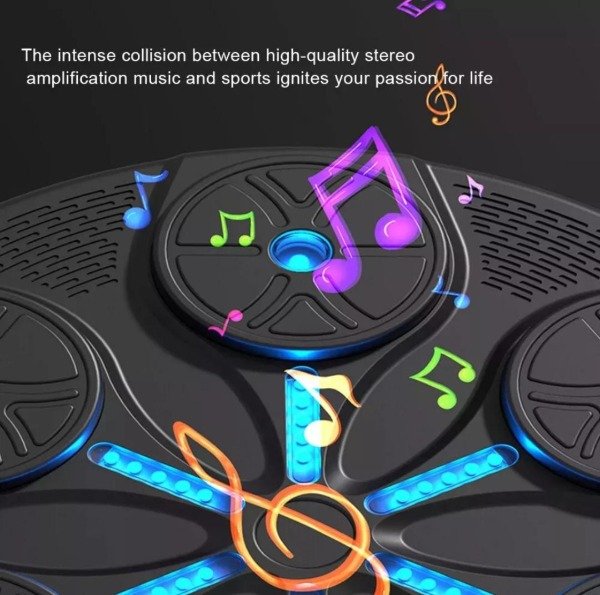 The intense collision between high-quality stereo
amplification music and sports ignites your passion for life